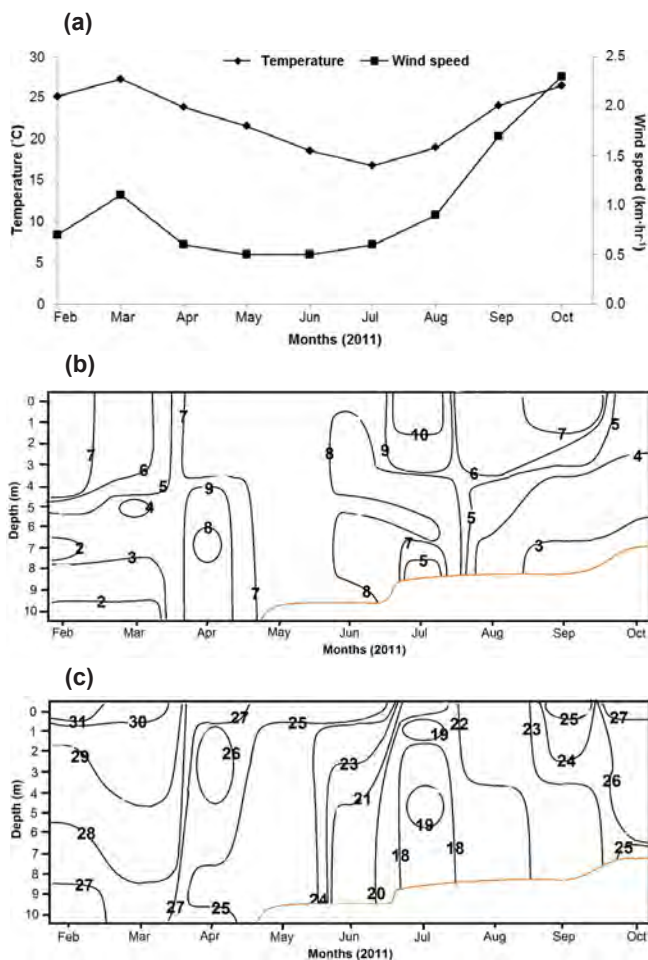 (a)
Temperature Wind speed
30
25
20
15
10
5
0
Temperature (˚C)
2.5
2.0
1.5
1.0
0.5
0.0
Wind speed (km·hr⁻¹)
Feb Mar Apr May Jun Jul Aug Sep Oct
Months (2011)
(b)
0
1
2
3
4
5
6
7
8
9
10
Depth (m)
7 10 7 5
7 6 8 9 6 4
5 9
4 5
2 3 8 7 3
2 7 8 5
Feb Mar Apr May Jun Jul Aug Sep Oct
Months (2011)
(c)
0
1
2
3
4
5
6
7
8
9
10
Depth (m)
31 30 27 25 22 23 25 27
29 26 23 19 24 26
21
28 19
18 18 25
27 27 25 24 20
Feb Mar Apr May Jun Jul Aug Sep Oct
Months (2011)